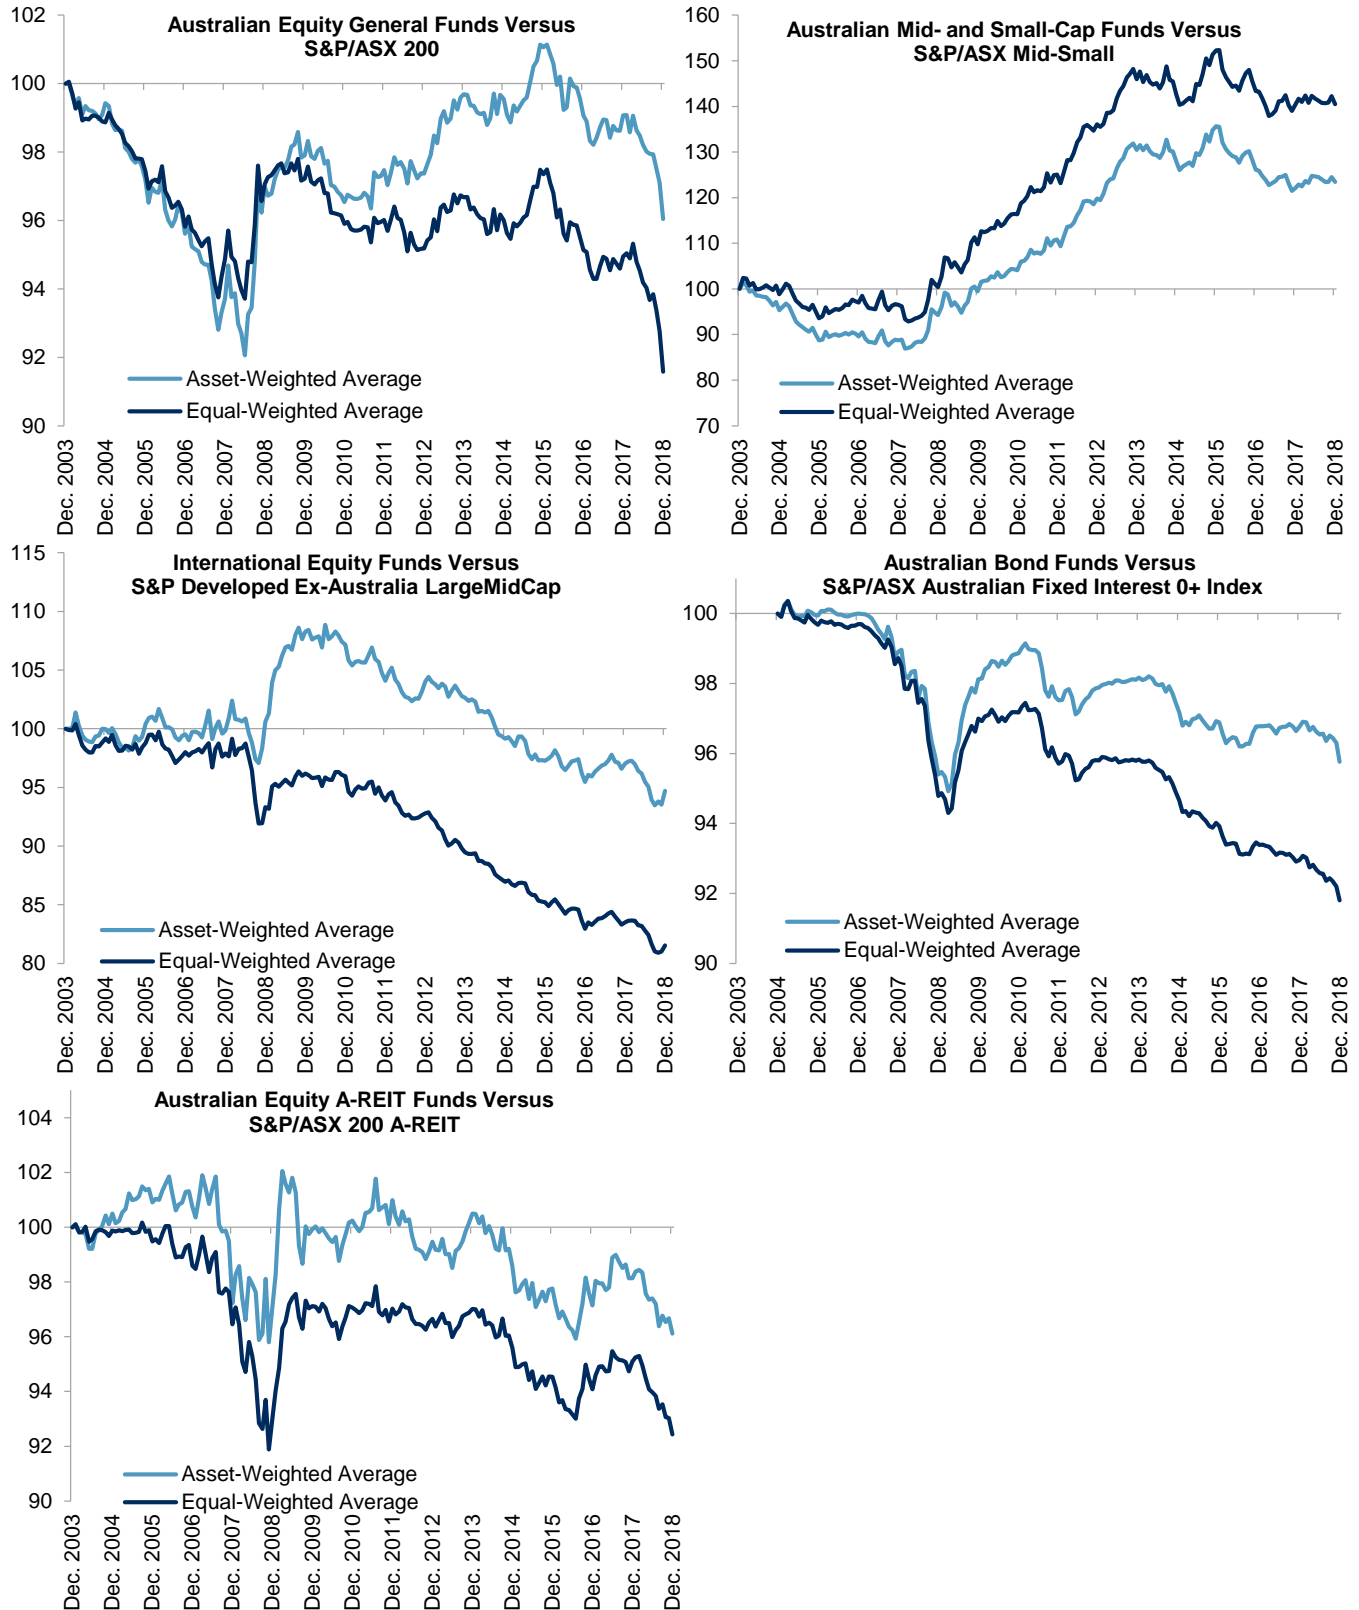 Australian Equity General Funds Versus
S&P/ASX 200
102
100
98
96
94
92
90
Asset-Weighted Average
Equal-Weighted Average
Dec. 2003
Dec. 2004
Dec. 2005
Dec. 2006
Dec. 2007
Dec. 2008
Dec. 2009
Dec. 2010
Dec. 2011
Dec. 2012
Dec. 2013
Dec. 2014
Dec. 2015
Dec. 2016
Dec. 2017
Dec. 2018
Australian Mid- and Small-Cap Funds Versus
S&P/ASX Mid-Small
160
150
140
130
120
110
100
90
80
70
Asset-Weighted Average
Equal-Weighted Average
Dec. 2003
Dec. 2004
Dec. 2005
Dec. 2006
Dec. 2007
Dec. 2008
Dec. 2009
Dec. 2010
Dec. 2011
Dec. 2012
Dec. 2013
Dec. 2014
Dec. 2015
Dec. 2016
Dec. 2017
Dec. 2018
International Equity Funds Versus
S&P Developed Ex-Australia LargeMidCap
115
110
105
100
95
90
85
80
Asset-Weighted Average
Equal-Weighted Average
Dec. 2003
Dec. 2004
Dec. 2005
Dec. 2006
Dec. 2007
Dec. 2008
Dec. 2009
Dec. 2010
Dec. 2011
Dec. 2012
Dec. 2013
Dec. 2014
Dec. 2015
Dec. 2016
Dec. 2017
Dec. 2018
Australian Bond Funds Versus
S&P/ASX Australian Fixed Interest 0+ Index
100
98
96
94
92
90
Asset-Weighted Average
Equal-Weighted Average
Dec. 2003
Dec. 2004
Dec. 2005
Dec. 2006
Dec. 2007
Dec. 2008
Dec. 2009
Dec. 2010
Dec. 2011
Dec. 2012
Dec. 2013
Dec. 2014
Dec. 2015
Dec. 2016
Dec. 2017
Dec. 2018
Australian Equity A-REIT Funds Versus
S&P/ASX 200 A-REIT
104
102
100
98
96
94
92
90
Asset-Weighted Average
Equal-Weighted Average
Dec. 2003
Dec. 2004
Dec. 2005
Dec. 2006
Dec. 2007
Dec. 2008
Dec. 2009
Dec. 2010
Dec. 2011
Dec. 2012
Dec. 2013
Dec. 2014
Dec. 2015
Dec. 2016
Dec. 2017
Dec. 2018